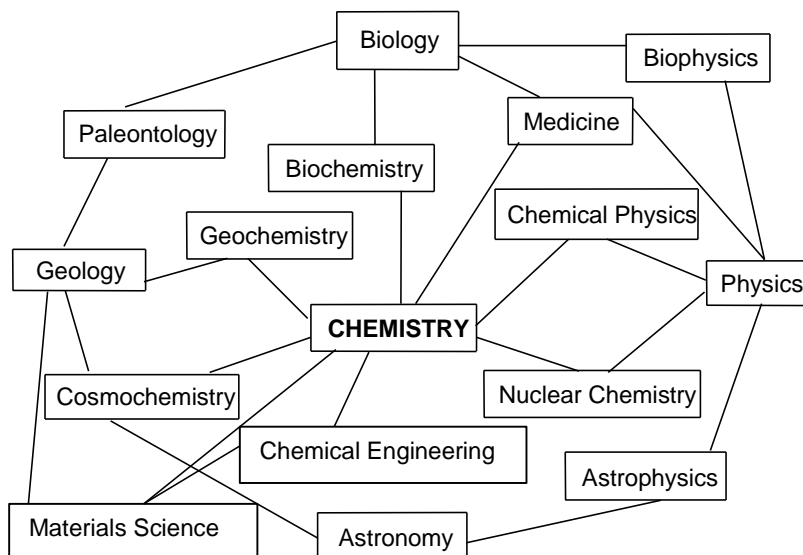 Biology
Biophysics
Paleontology
Medicine
Biochemistry
Chemical Physics
Geochemistry
Geology
Physics
CHEMISTRY
Cosmochemistry
Nuclear Chemistry
Chemical Engineering
Astrophysics
Materials Science
Astronomy